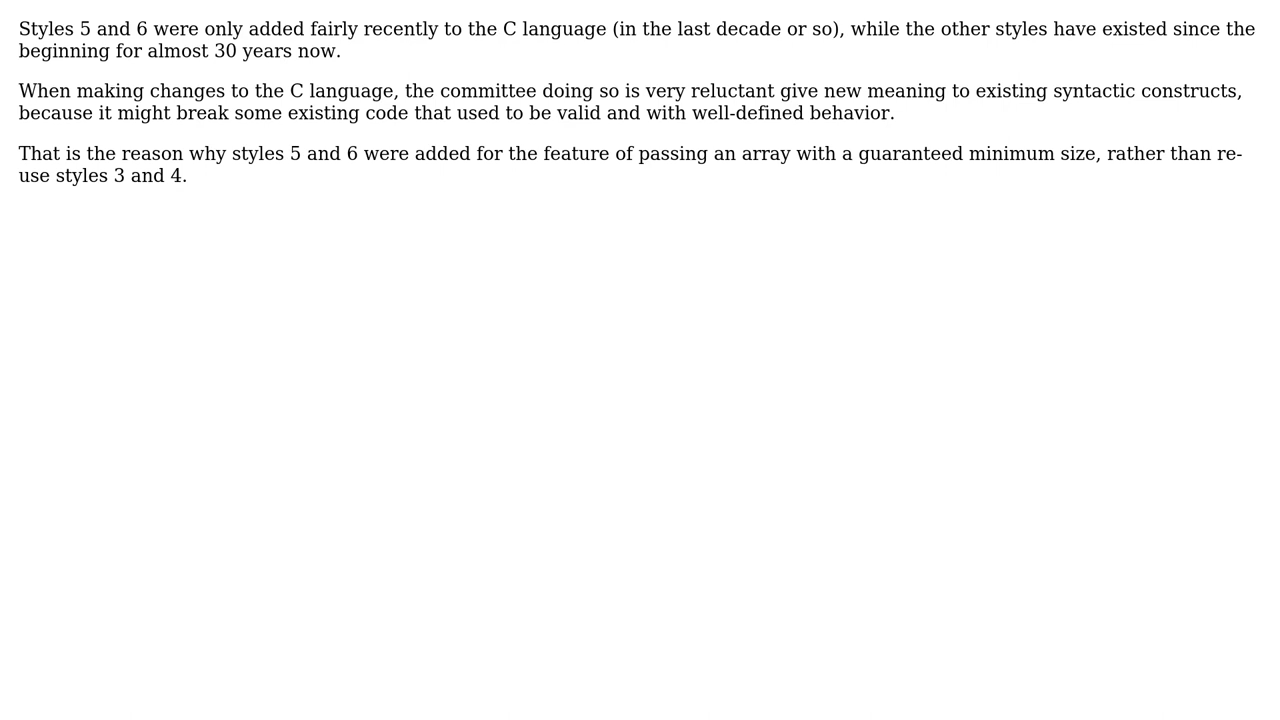 Styles 5 and 6 were only added fairly recently to the C language (in the last decade or so), while the other styles have existed since the
beginning for almost 30 years now.
When making changes to the C language, the committee doing so is very reluctant give new meaning to existing syntactic constructs,
because it might break some existing code that used to be valid and with well-defined behavior.
That is the reason why styles 5 and 6 were added for the feature of passing an array with a guaranteed minimum size, rather than re-
use styles 3 and 4.